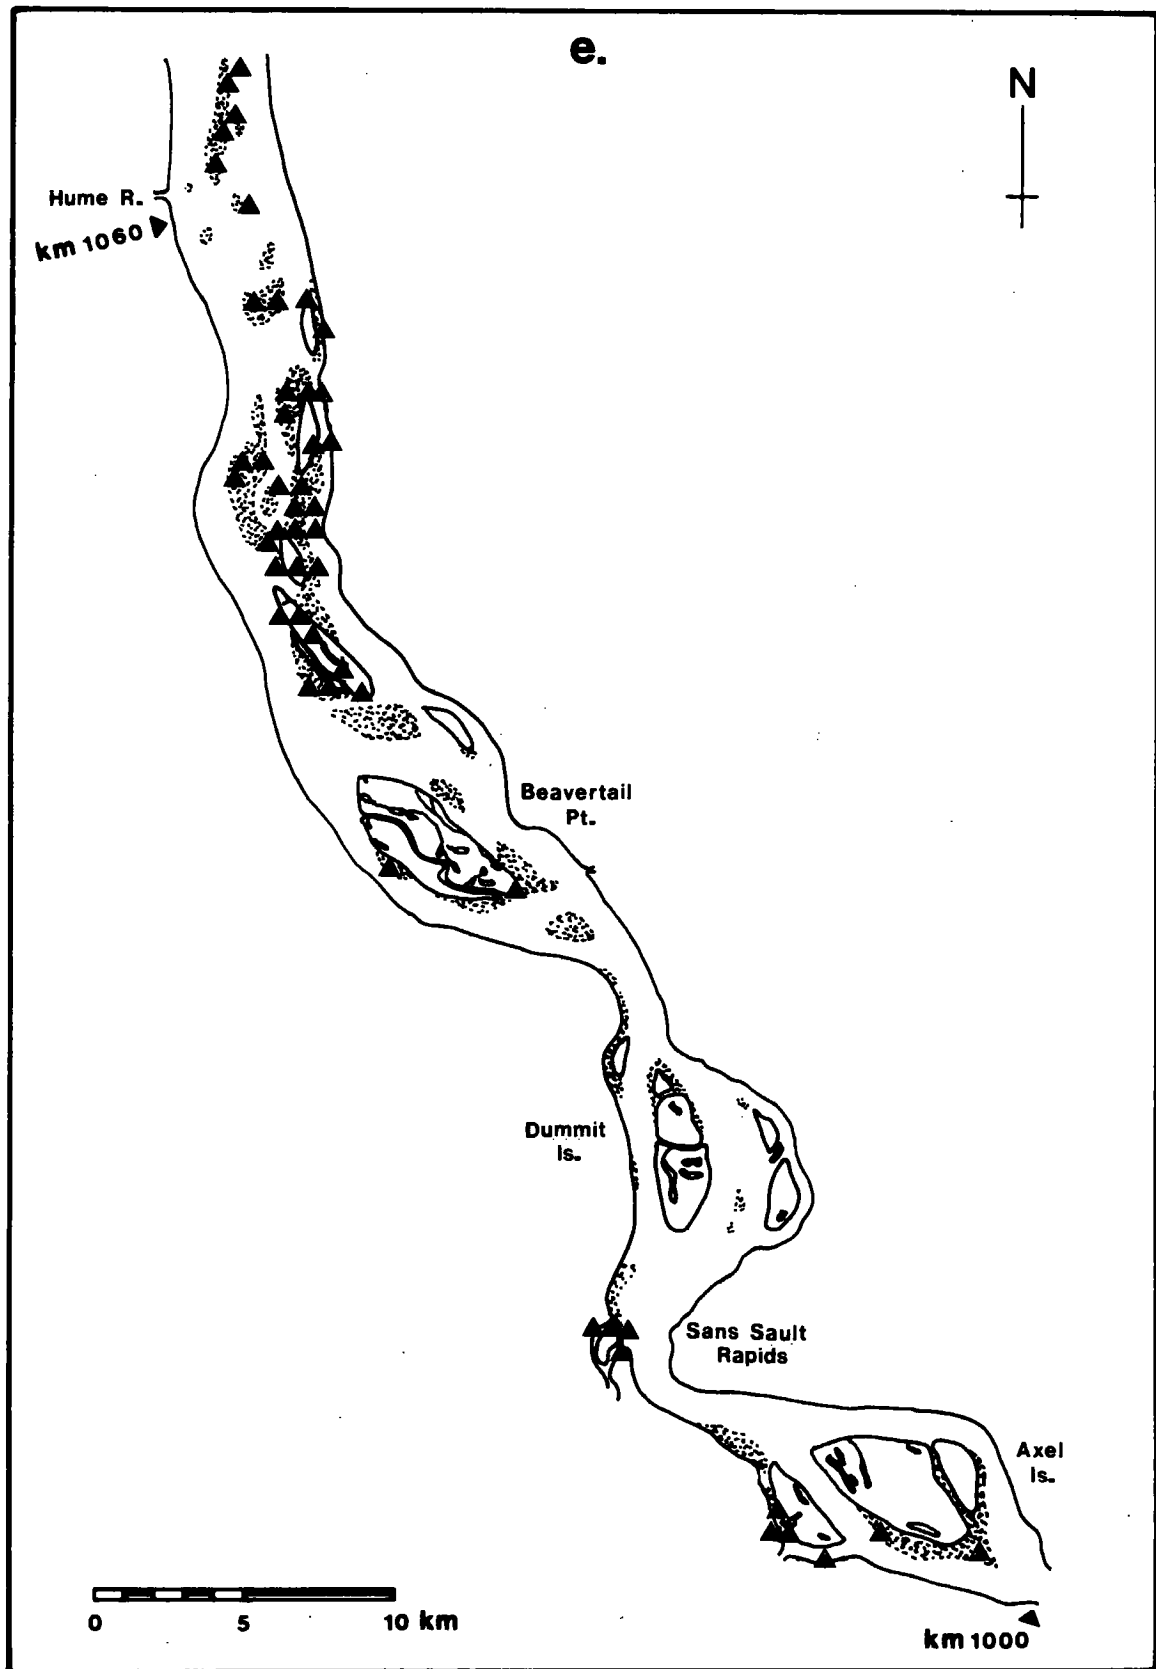 e.
N
Hume R.
km 1060
Beavertail
Pt.
Dummit
Is.
Sans Sault
Rapids
Axel
Is.
0 5 10 km
km 1000